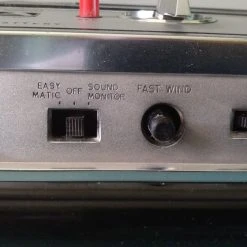 EASY OFF SOUND
MATIC MONITOR
FAST WIND